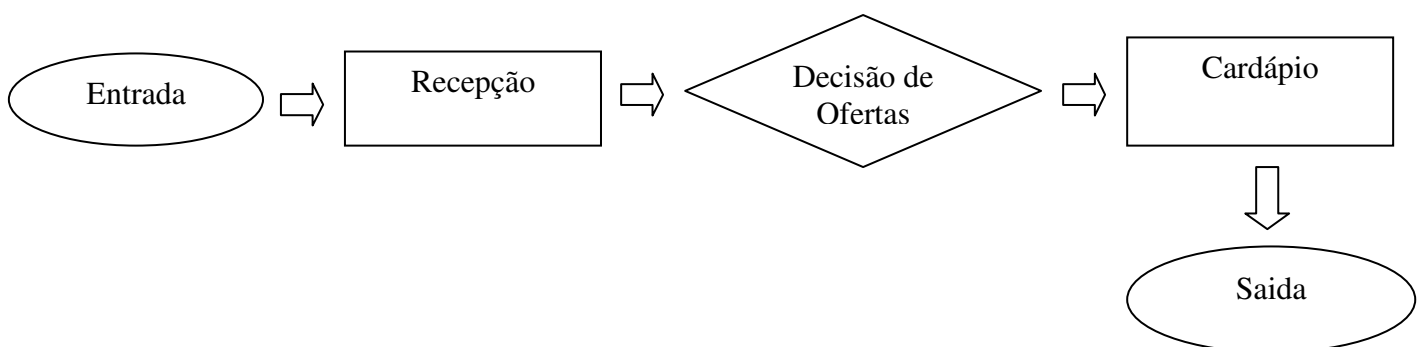 Entrada
Recepção
Decisão de
Ofertas
Cardápio
Saida